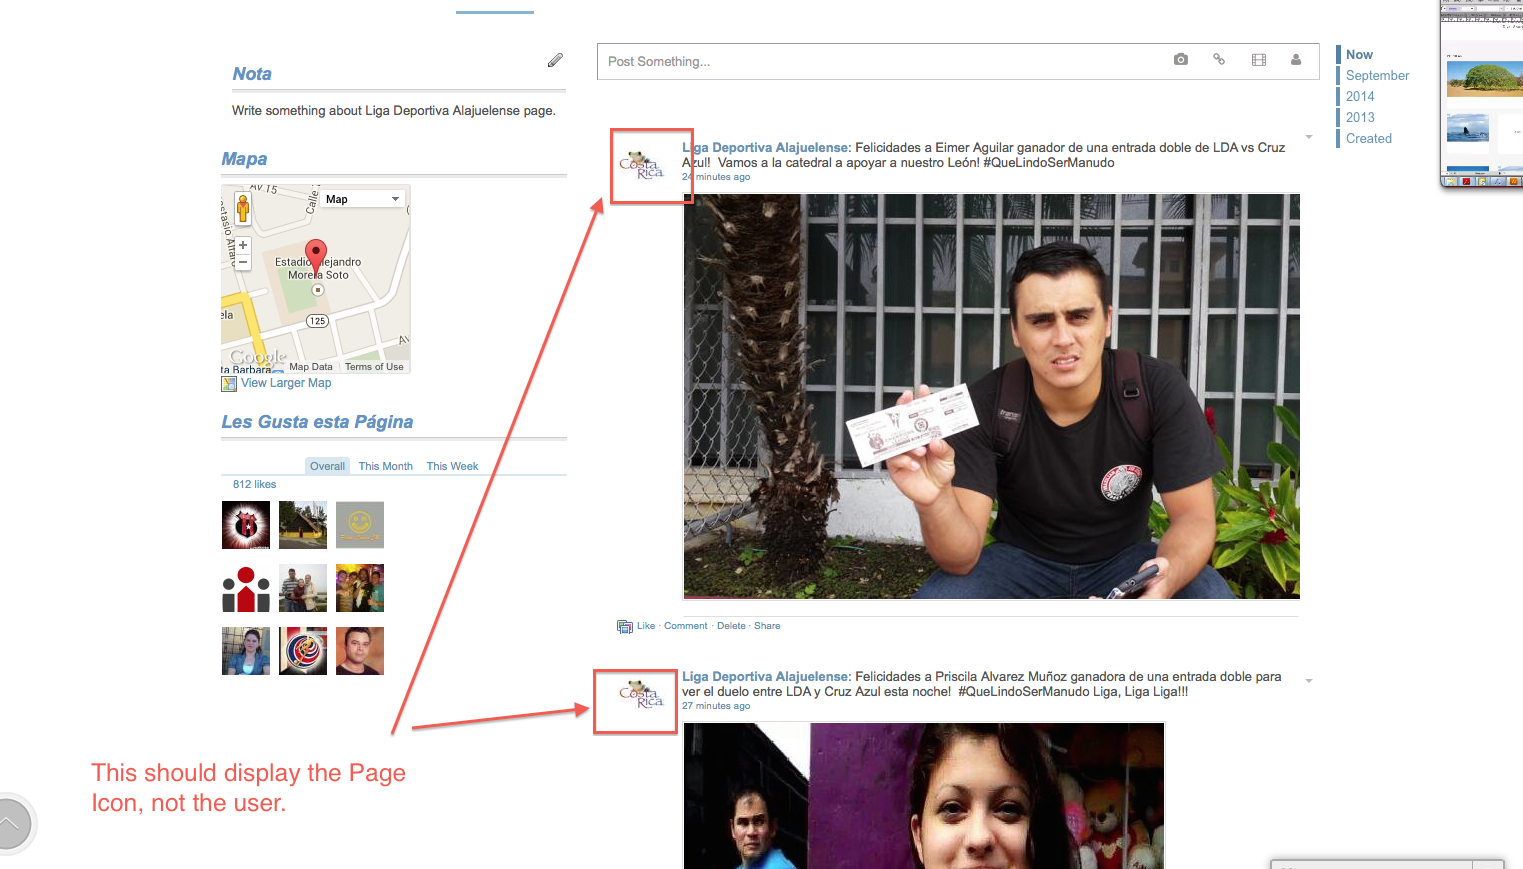 Post Something...
Now
September
2014
2013
Created
Nota
Write something about Liga Deportiva Alajuelense page.
Mapa
AV 15
Calle
Map
Estadio Alejandro
Morera Soto
125
ela
Google
ta Barbara
Map Data
Terms of Use
View Larger Map
Les Gusta esta Página
Overall
This Month
This Week
812 likes
Costa
Rica
Liga Deportiva Alajuelense: Felicidades a Eimer Aguilar ganador de una entrada doble de LDA vs Cruz
Azul!  Vamos a la catedral a apoyar a nuestro León! #QueLindoSerManudo
24 minutes ago
Like · Comment · Delete · Share
Costa
Rica
Liga Deportiva Alajuelense: Felicidades a Priscila Alvarez Muñoz ganadora de una entrada doble para
ver el duelo entre LDA y Cruz Azul esta noche!  #QueLindoSerManudo Liga, Liga Liga!!!
27 minutes ago
This should display the Page
Icon, not the user.